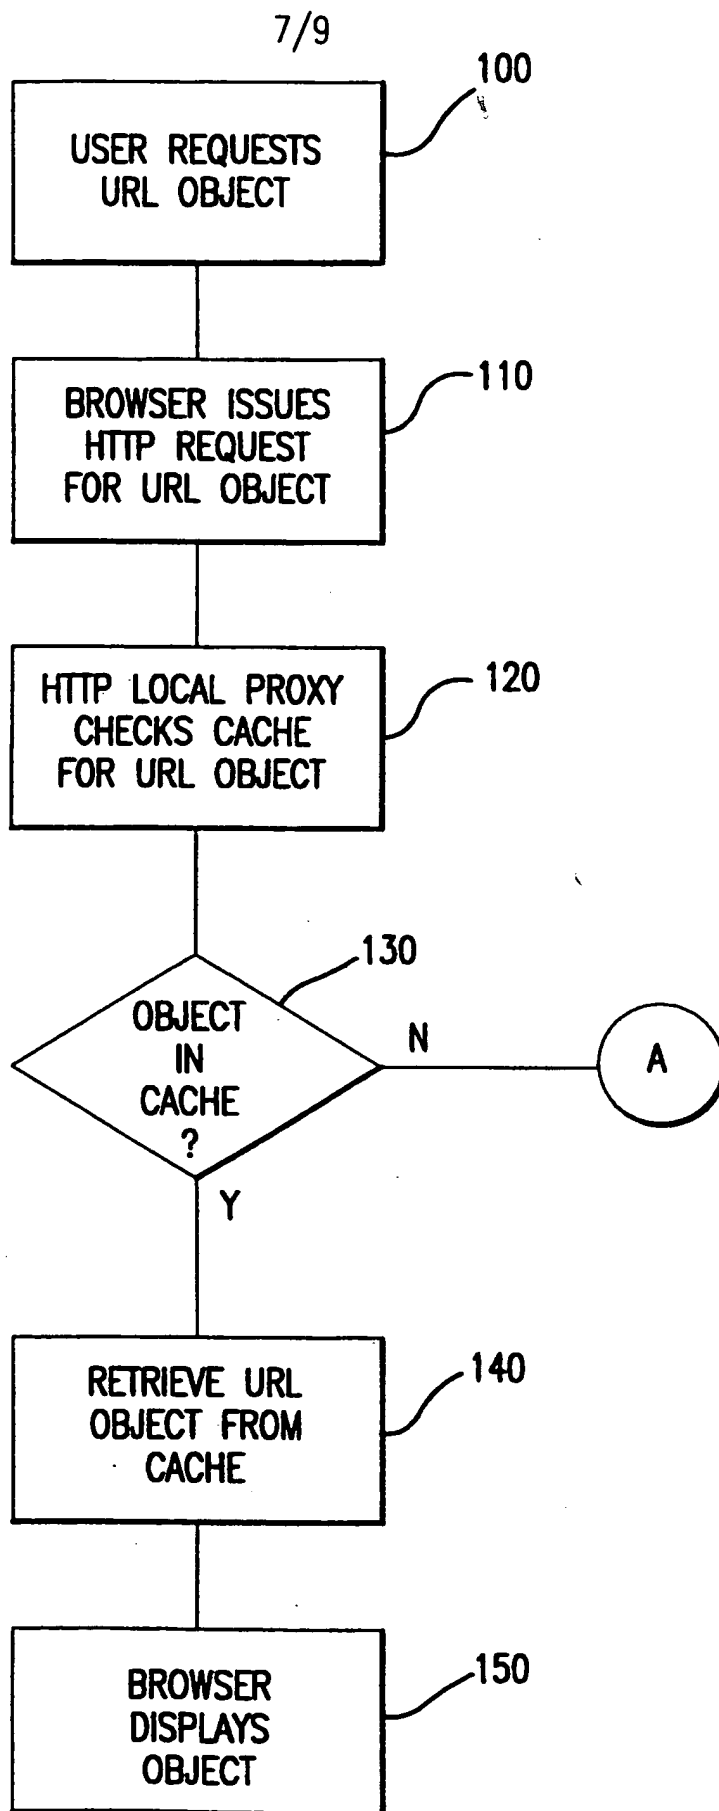 7/9
100
USER REQUESTS
URL OBJECT
110
BROWSER ISSUES
HTTP REQUEST
FOR URL OBJECT
120
HTTP LOCAL PROXY
CHECKS CACHE
FOR URL OBJECT
130
OBJECT
IN
CACHE
?
N
A
Y
140
RETRIEVE URL
OBJECT FROM
CACHE
150
BROWSER
DISPLAYS
OBJECT